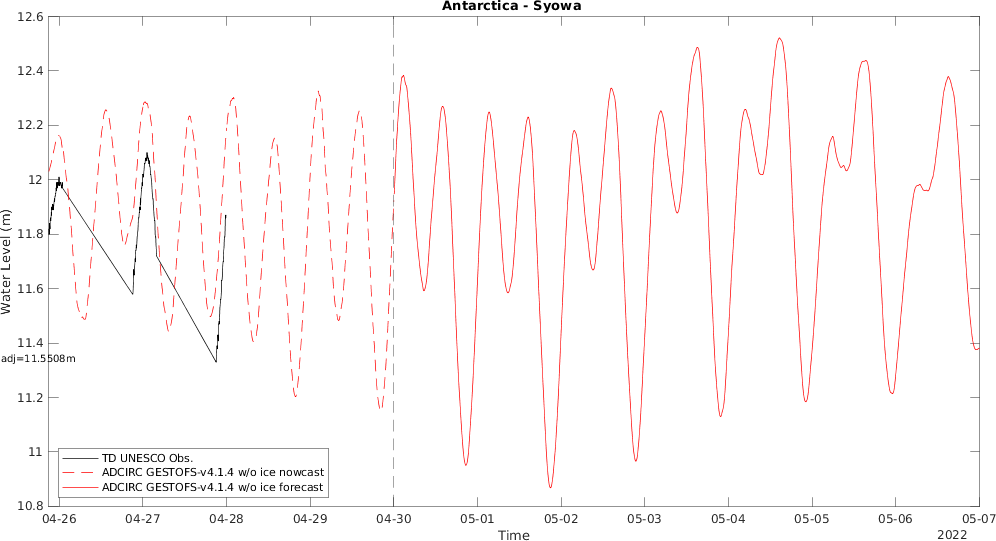 Antarctica - Syowa
12.6
12.4
12.2
12
11.8
11.6
11.4
11.2
11
10.8
Water Level (m)
adj=11.5508m
TD UNESCO Obs.
ADCIRC GESTOFS-v4.1.4 w/o ice nowcast
ADCIRC GESTOFS-v4.1.4 w/o ice forecast
04-26 04-27 04-28 04-29 04-30 05-01 05-02 05-03 05-04 05-05 05-06 05-07
Time
2022